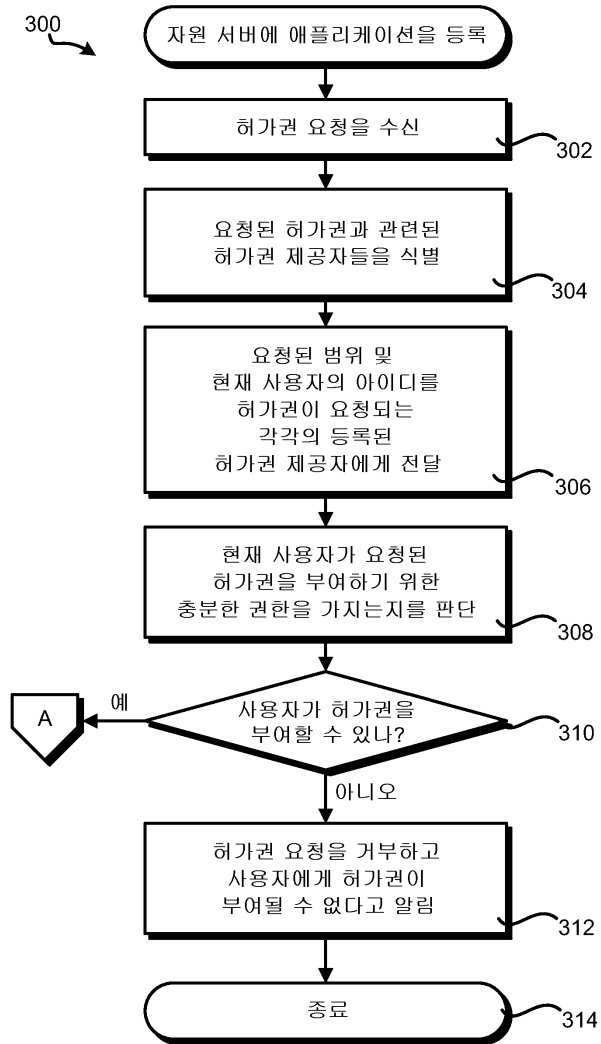 300
자원 서버에 애플리케이션을 등록
허가권 요청을 수신
302
요청된 허가권과 관련된
허가권 제공자들을 식별
304
요청된 범위 및
현재 사용자의 아이디를
허가권이 요청되는
각각의 등록된
허가권 제공자에게 전달
306
현재 사용자가 요청된
허가권을 부여하기 위한
충분한 권한을 가지는지를 판단
308
A
예
사용자가 허가권을
부여할 수 있나?
310
아니오
허가권 요청을 거부하고
사용자에게 허가권이
부여될 수 없다고 알림
312
종료
314